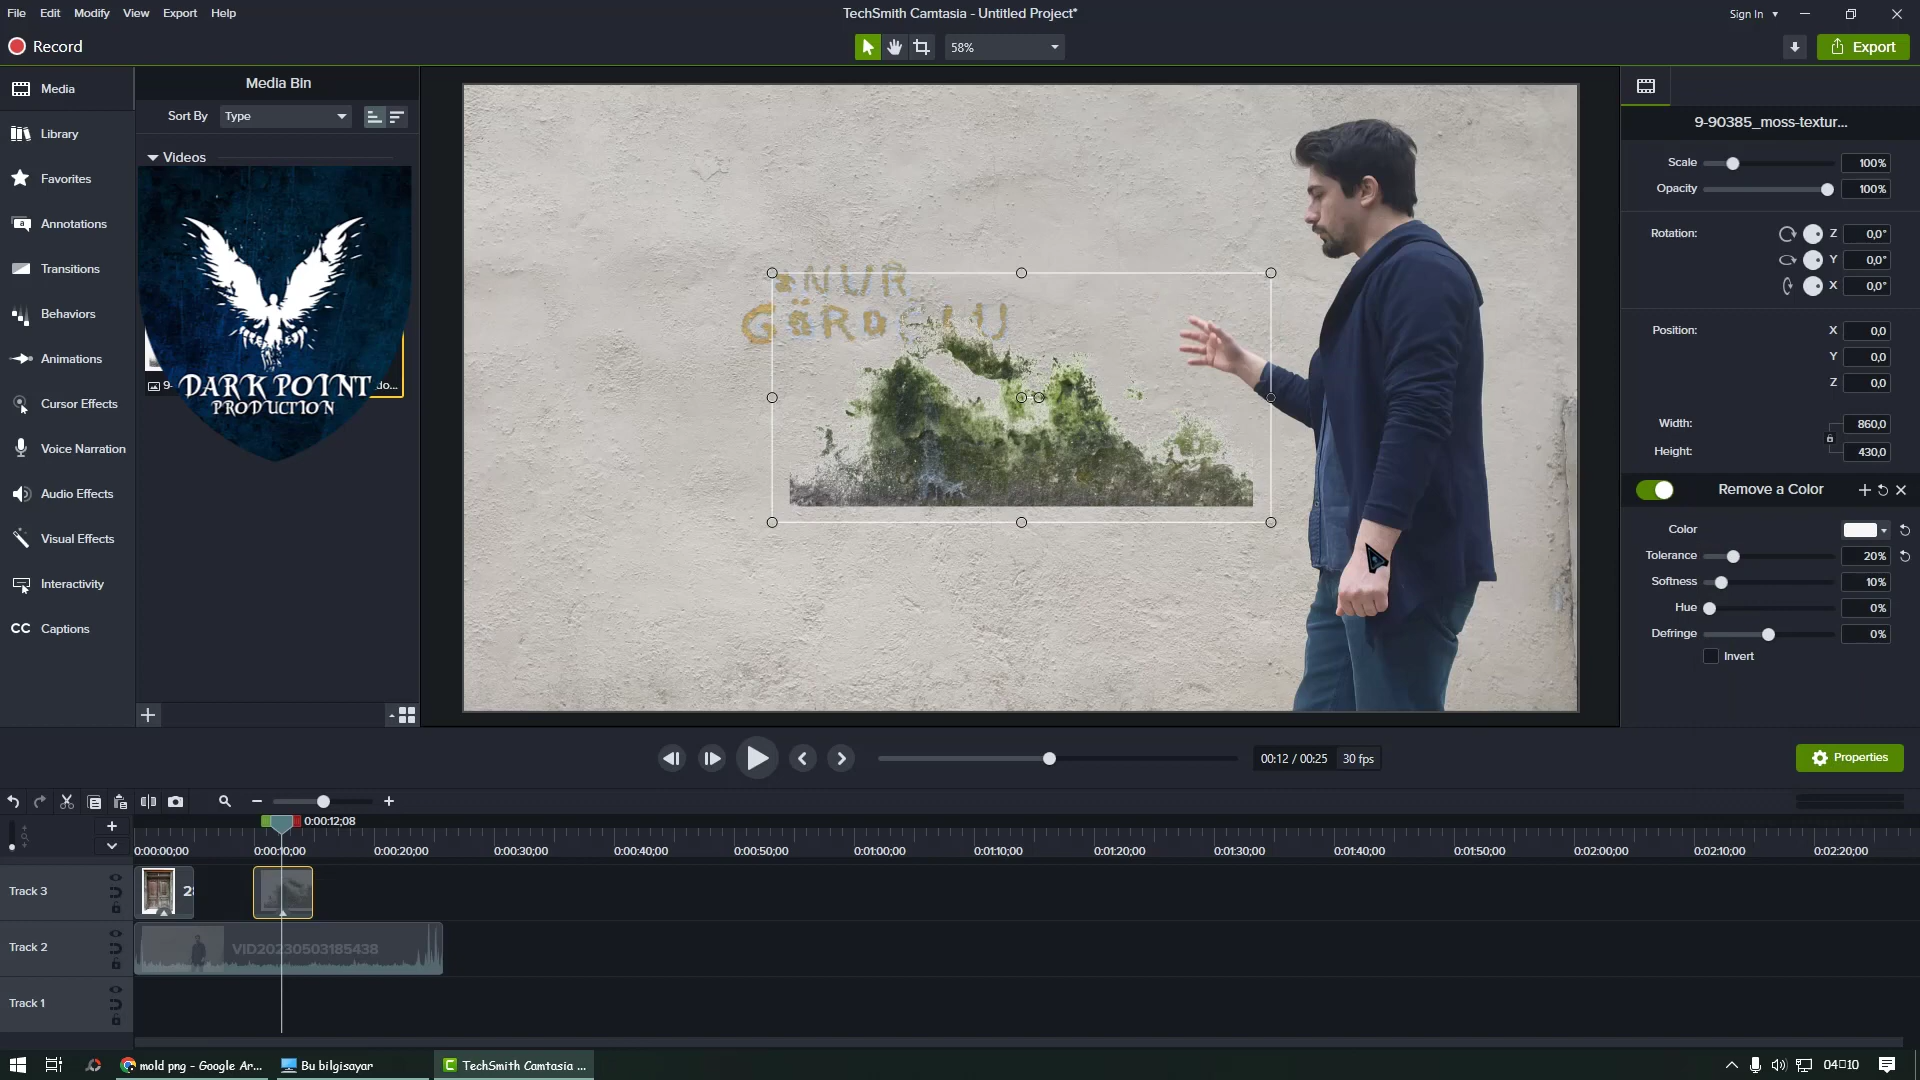 File Edit Modify View Export Help
TechSmith Camtasia - Untitled Project*
Sign In
Record
58%
Export
Media
Library
Favorites
Annotations
Transitions
Behaviors
Animations
Cursor Effects
Voice Narration
Audio Effects
Visual Effects
Interactivity
CC Captions
Media Bin
Sort By Type
Videos
9-
do...
DARK POINT
PRODUCTION
9-90385_moss-textur...
Scale 100%
Opacity 100%
Rotation: Z 0,0°
Y 0,0°
X 0,0°
Position: X 0,0
Y 0,0
Z 0,0
Width: 860,0
Height: 430,0
Remove a Color
Color
Tolerance 20%
Softness 10%
Hue 0%
Defringe 0%
Invert
00:12 / 00:25 30 fps
Properties
0:00:12;08
0:00:00;00 0:00:10;00 0:00:20;00 0:00:30;00 0:00:40;00 0:00:50;00 0:01:00;00 0:01:10;00 0:01:20;00 0:01:30;00 0:01:40;00 0:01:50;00 0:02:00;00 0:02:10;00 0:02:20;00
Track 3
Track 2
VID20230503185438
Track 1
mold png - Google Ar...
Bu bilgisayar
TechSmith Camtasia ...
04□10